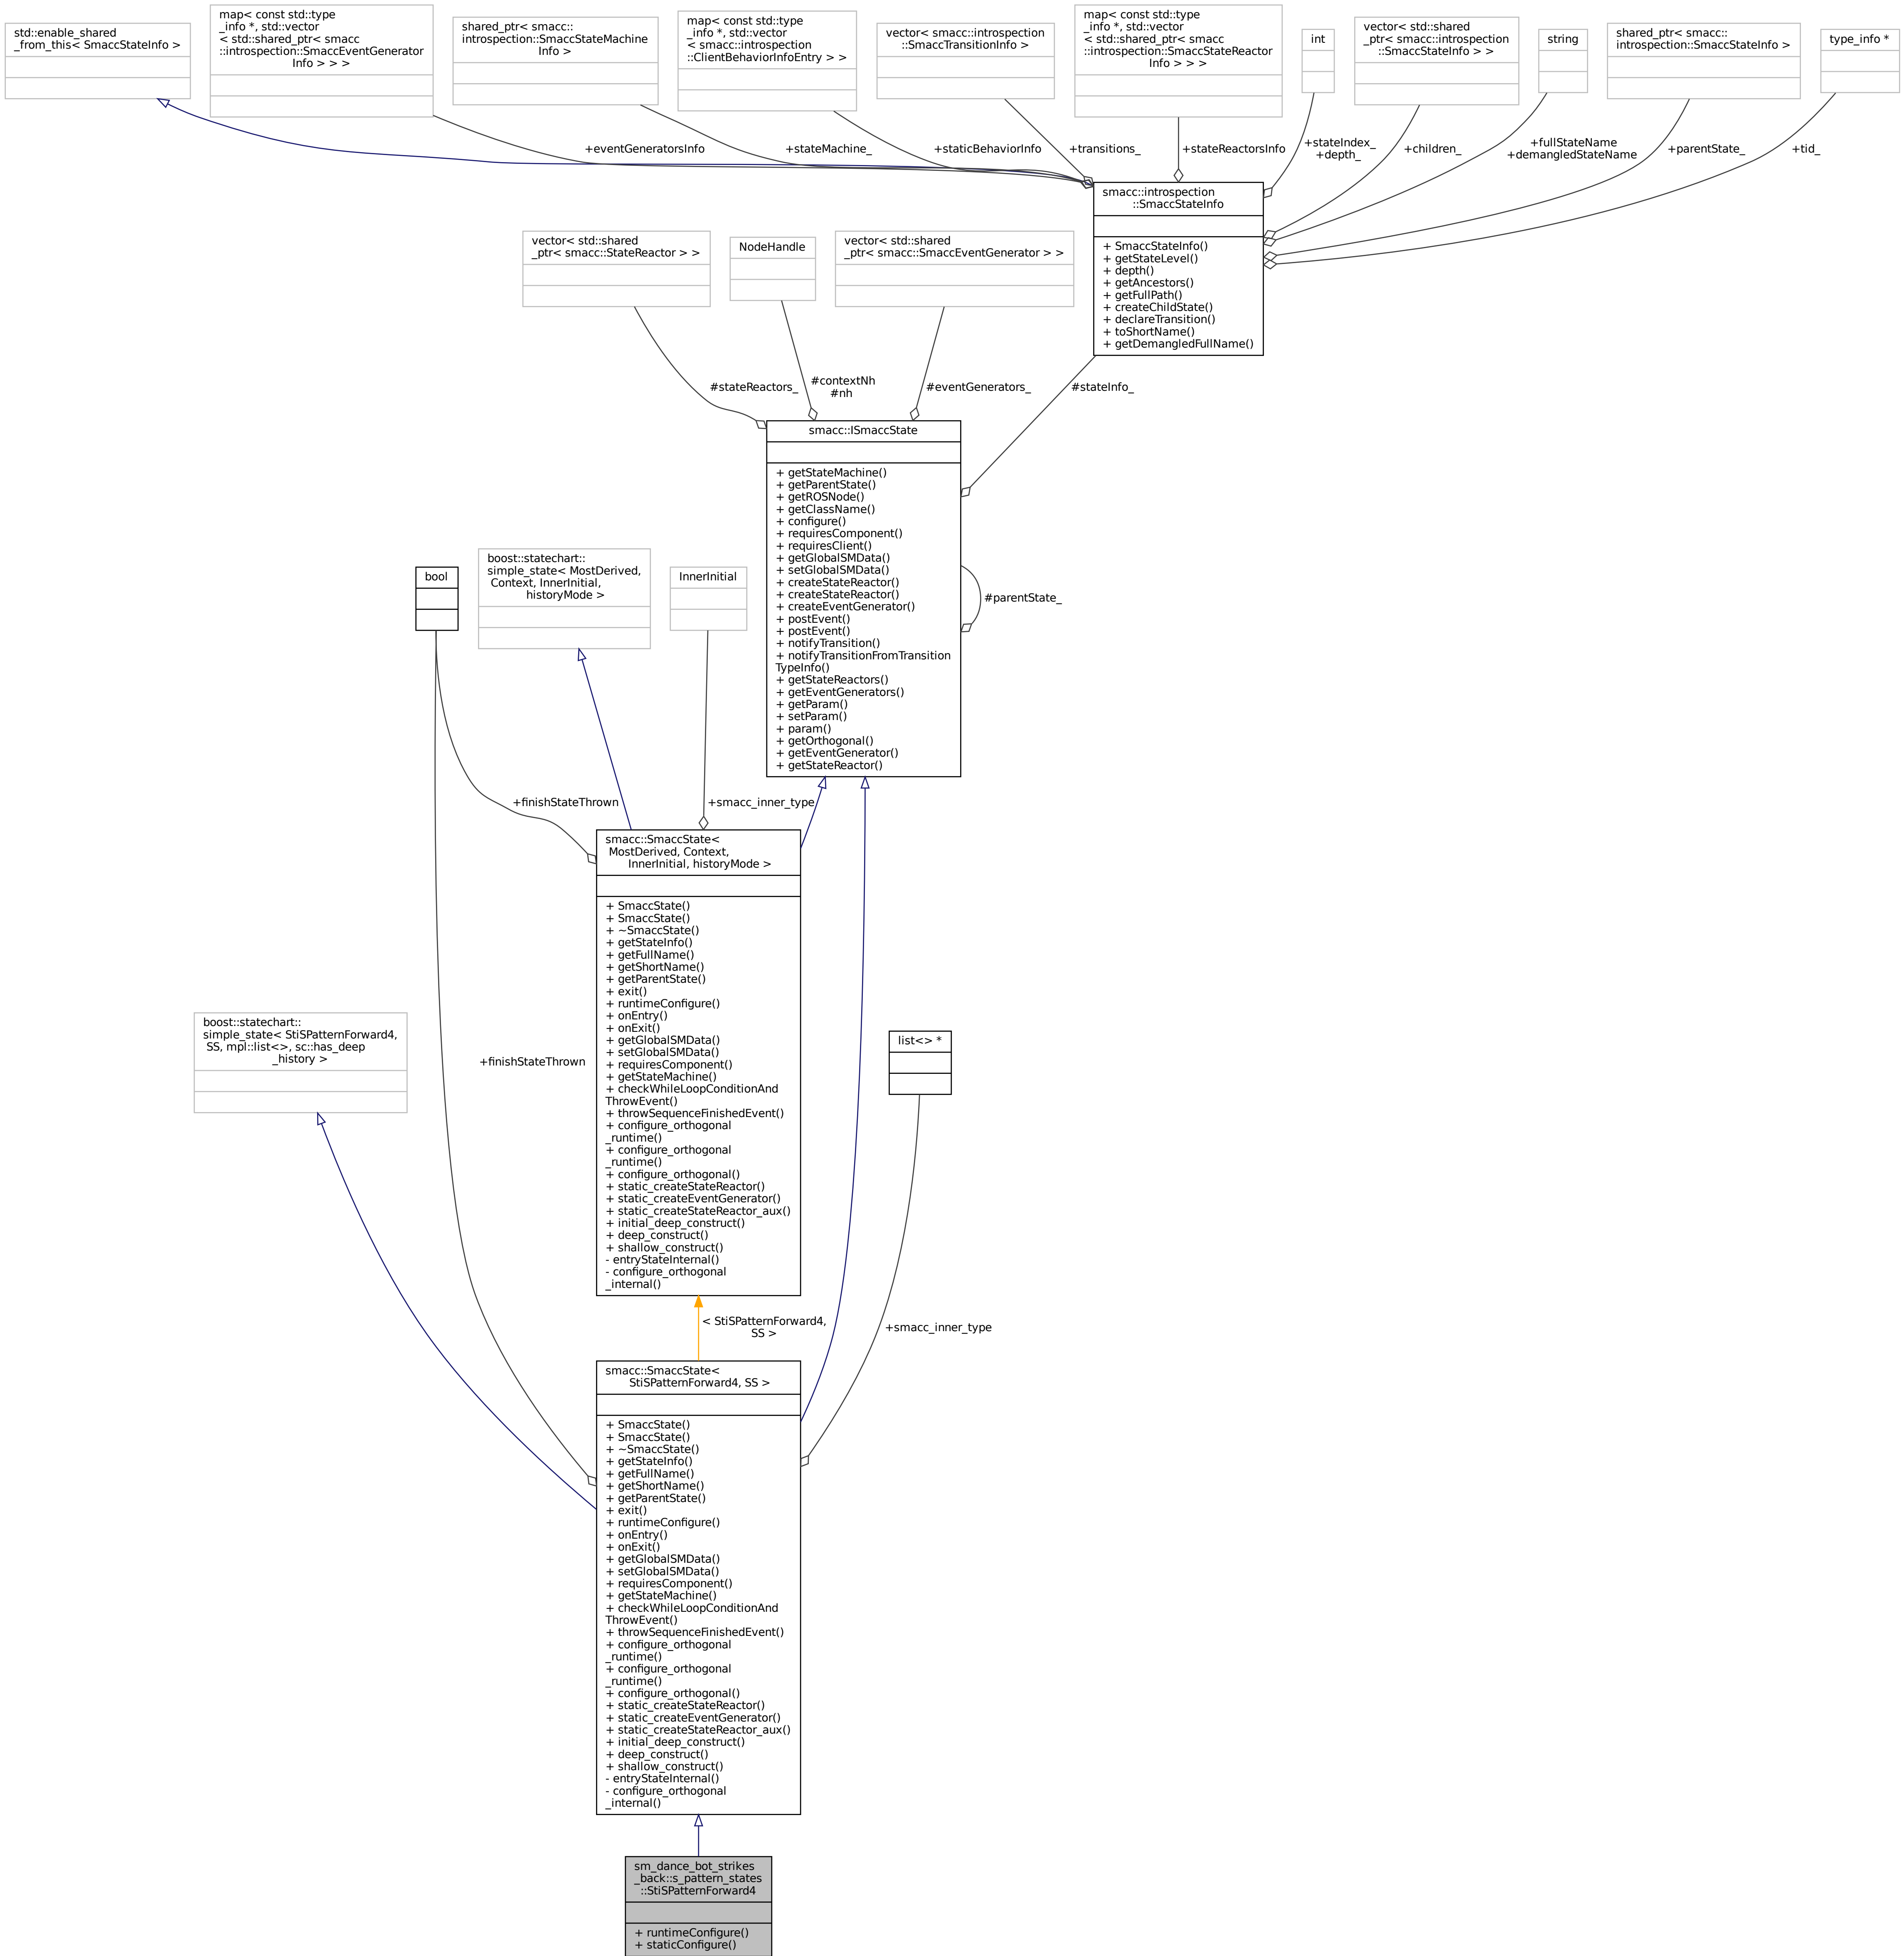 std::enable_shared
_from_this< SmaccStateInfo >
map< const std::type
_info *, std::vector
< std::shared_ptr< smacc
::introspection::SmaccEventGenerator
Info > > >
shared_ptr< smacc::
introspection::SmaccStateMachine
Info >
map< const std::type
_info *, std::vector
< smacc::introspection
::ClientBehaviorInfoEntry > >
vector< smacc::introspection
::SmaccTransitionInfo >
map< const std::type
_info *, std::vector
< std::shared_ptr< smacc
::introspection::SmaccStateReactor
Info > > >
int
vector< std::shared
_ptr< smacc::introspection
::SmaccStateInfo > >
string
shared_ptr< smacc::
introspection::SmaccStateInfo >
type_info *
+eventGeneratorsInfo
+stateMachine_
+staticBehaviorInfo
+transitions_
+stateReactorsInfo
+stateIndex_
+depth_
+children_
+fullStateName
+demangledStateName
+parentState_
+tid_
smacc::introspection
::SmaccStateInfo
+ SmaccStateInfo()
+ getStateLevel()
+ depth()
+ getAncestors()
+ getFullPath()
+ createChildState()
+ declareTransition()
+ toShortName()
+ getDemangledFullName()
vector< std::shared
_ptr< smacc::StateReactor > >
NodeHandle
vector< std::shared
_ptr< smacc::SmaccEventGenerator > >
#stateReactors_
#contextNh
#nh
#eventGenerators_
#stateInfo_
smacc::ISmaccState
+ getStateMachine()
+ getParentState()
+ getROSNode()
+ getClassName()
+ configure()
+ requiresComponent()
+ requiresClient()
+ getGlobalSMData()
+ setGlobalSMData()
+ createStateReactor()
+ createStateReactor()
+ createEventGenerator()
+ postEvent()
+ postEvent()
+ notifyTransition()
+ notifyTransitionFromTransition
TypeInfo()
+ getStateReactors()
+ getEventGenerators()
+ getParam()
+ setParam()
+ param()
+ getOrthogonal()
+ getEventGenerator()
+ getStateReactor()
#parentState_
bool
boost::statechart::
simple_state< MostDerived,
Context, InnerInitial,
historyMode >
InnerInitial
+finishStateThrown
+smacc_inner_type
smacc::SmaccState<
MostDerived, Context,
InnerInitial, historyMode >
+ SmaccState()
+ SmaccState()
+ ~SmaccState()
+ getStateInfo()
+ getFullName()
+ getShortName()
+ getParentState()
+ exit()
+ runtimeConfigure()
+ onEntry()
+ onExit()
+ getGlobalSMData()
+ setGlobalSMData()
+ requiresComponent()
+ getStateMachine()
+ checkWhileLoopConditionAnd
ThrowEvent()
+ throwSequenceFinishedEvent()
+ configure_orthogonal
_runtime()
+ configure_orthogonal
_runtime()
+ configure_orthogonal()
+ static_createStateReactor()
+ static_createEventGenerator()
+ static_createStateReactor_aux()
+ initial_deep_construct()
+ deep_construct()
+ shallow_construct()
- entryStateInternal()
- configure_orthogonal
_internal()
boost::statechart::
simple_state< StiSPatternForward4,
SS, mpl::list<>, sc::has_deep
_history >
+finishStateThrown
list<> *
< StiSPatternForward4,
SS >
+smacc_inner_type
smacc::SmaccState<
StiSPatternForward4, SS >
+ SmaccState()
+ SmaccState()
+ ~SmaccState()
+ getStateInfo()
+ getFullName()
+ getShortName()
+ getParentState()
+ exit()
+ runtimeConfigure()
+ onEntry()
+ onExit()
+ getGlobalSMData()
+ setGlobalSMData()
+ requiresComponent()
+ getStateMachine()
+ checkWhileLoopConditionAnd
ThrowEvent()
+ throwSequenceFinishedEvent()
+ configure_orthogonal
_runtime()
+ configure_orthogonal
_runtime()
+ configure_orthogonal()
+ static_createStateReactor()
+ static_createEventGenerator()
+ static_createStateReactor_aux()
+ initial_deep_construct()
+ deep_construct()
+ shallow_construct()
- entryStateInternal()
- configure_orthogonal
_internal()
sm_dance_bot_strikes
_back::s_pattern_states
::StiSPatternForward4
+ runtimeConfigure()
+ staticConfigure()